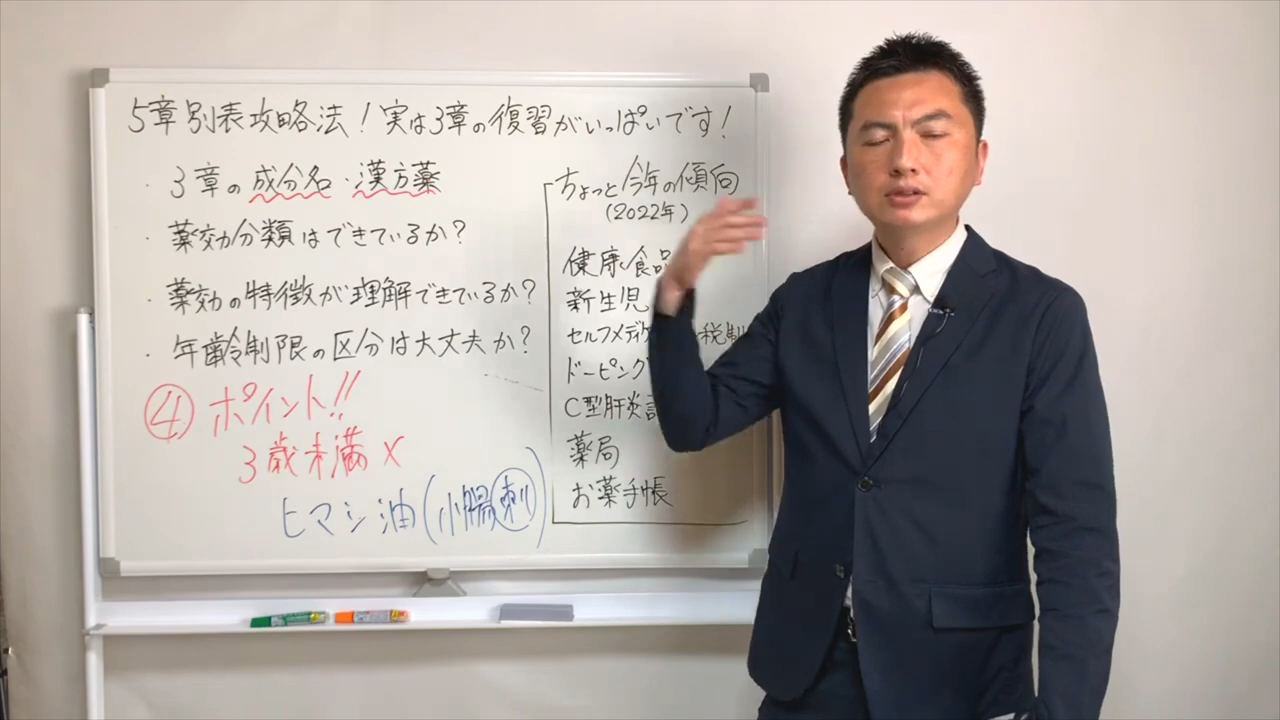 5章別表攻略法！実は3章の復習がいっぱいです！
・3章の成分名・漢方薬
・薬効分類はできているか？
・薬効の特徴が理解できているか？
・年齢制限の区分は大丈夫か？
④ポイント!!
3歳未満×
ヒマシ油(小腸刺)
ちょっと今年の傾向
(2022年)
健康食品
新生児
セルフメディケ 税制
ドーピング
C型肝炎
薬局
お薬手帳